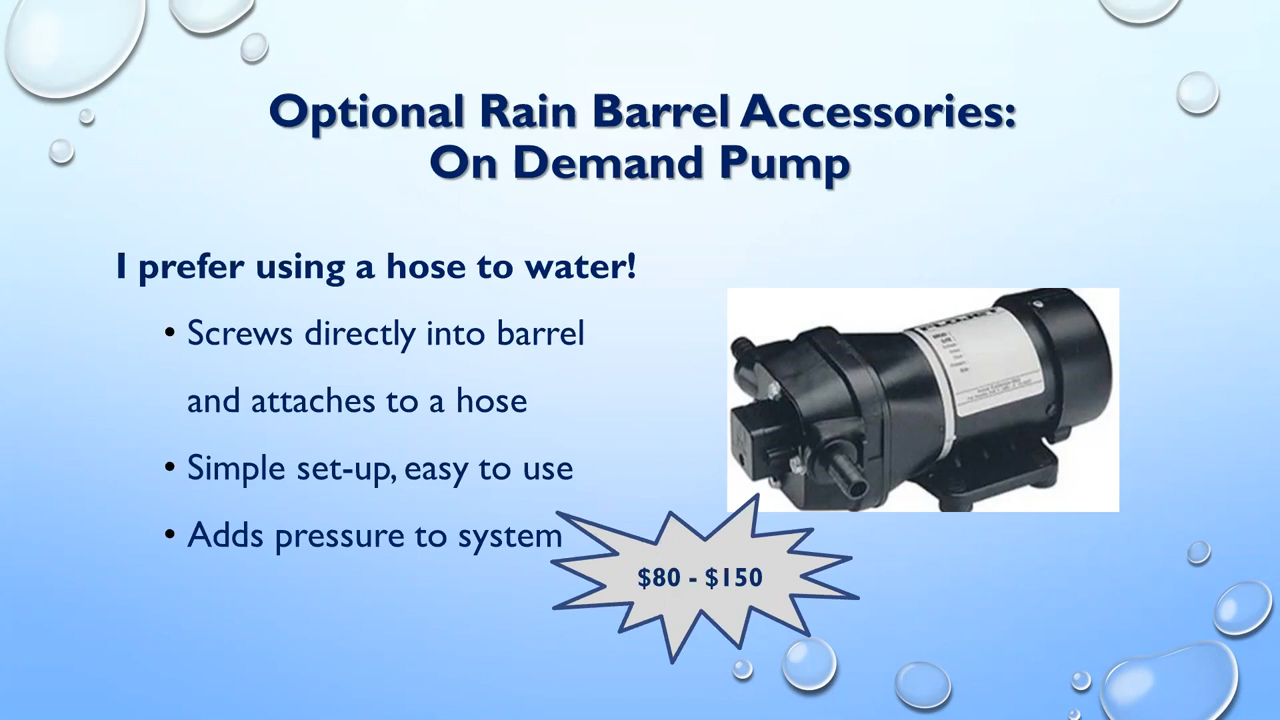 Optional Rain Barrel Accessories:
On Demand Pump
I prefer using a hose to water!
• Screws directly into barrel
and attaches to a hose
• Simple set-up, easy to use
• Adds pressure to system
FLOJET
$80 - $150